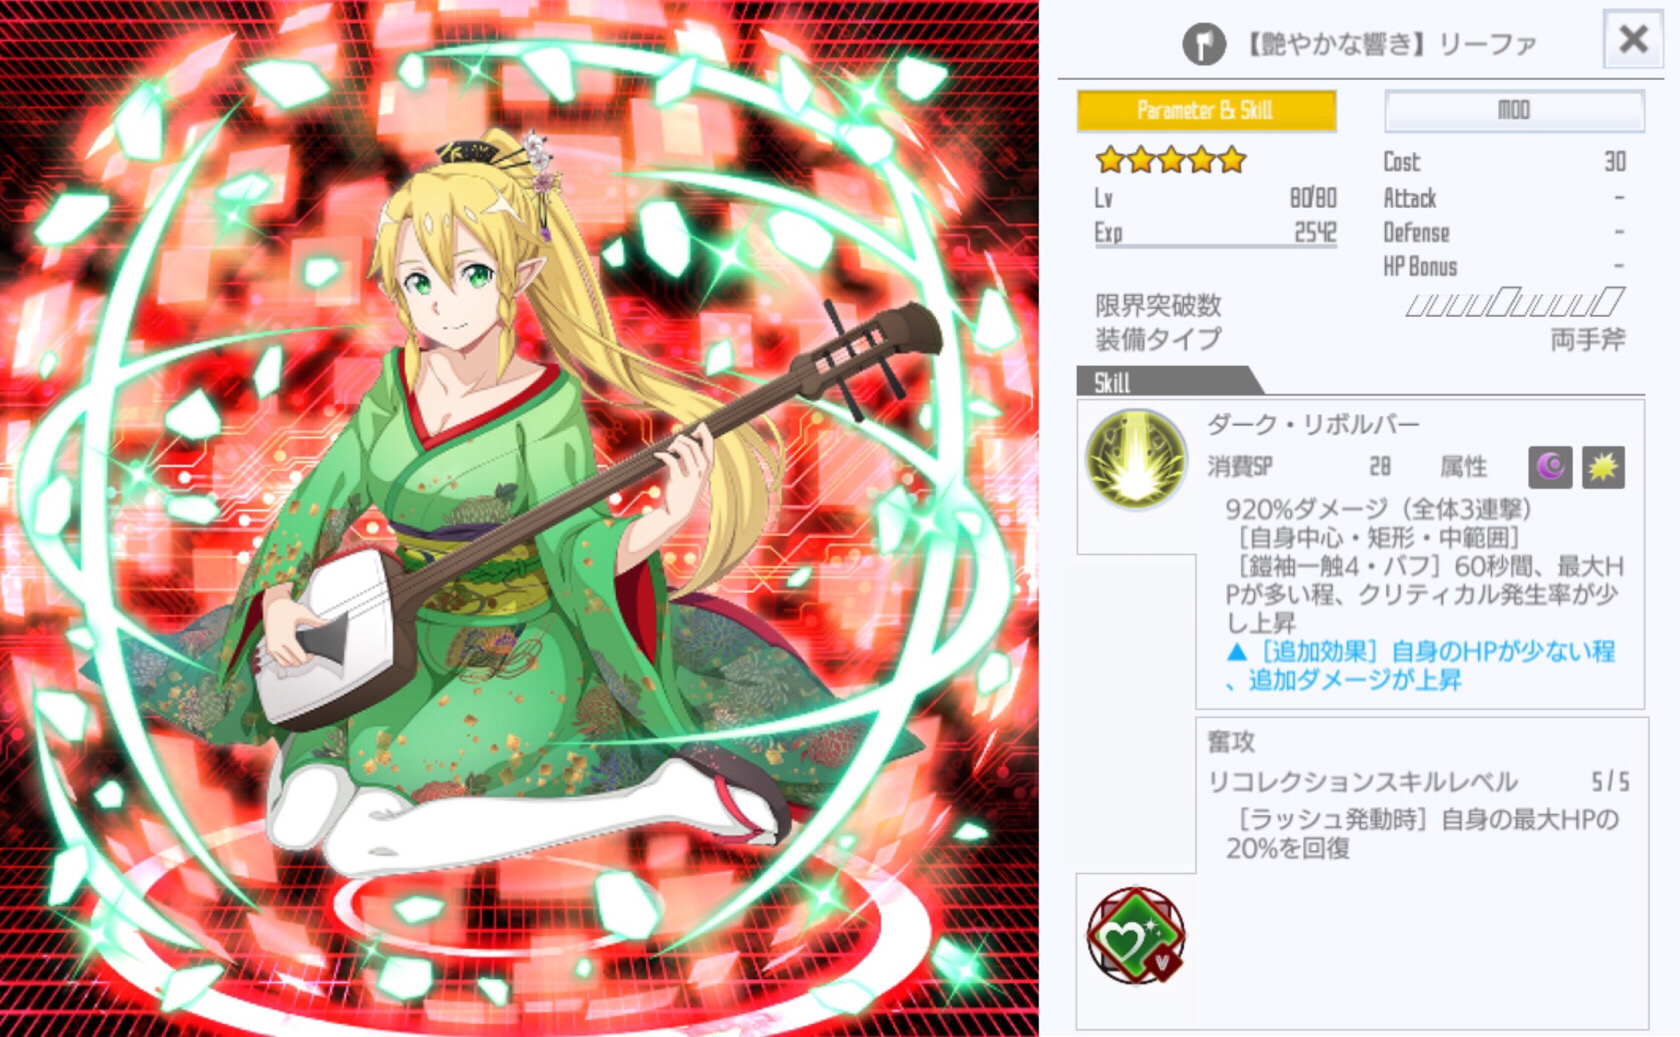 【艶やかな響き】リーファ
Parameter & Skill
MOD
Lv 80/80
Exp 2542
Cost 30
Attack -
Defense -
HP Bonus -
限界突破数
装備タイプ 両手斧
Skill
ダーク・リボルバー
消費SP 28 属性
920%ダメージ（全体3連撃）
［自身中心・矩形・中範囲］
［鎧袖一触4・バフ］60秒間、最大H
Pが多い程、クリティカル発生率が少
し上昇
▲［追加効果］自身のHPが少ない程
、追加ダメージが上昇
奮攻
リコレクションスキルレベル 5/5
［ラッシュ発動時］自身の最大HPの
20%を回復
V